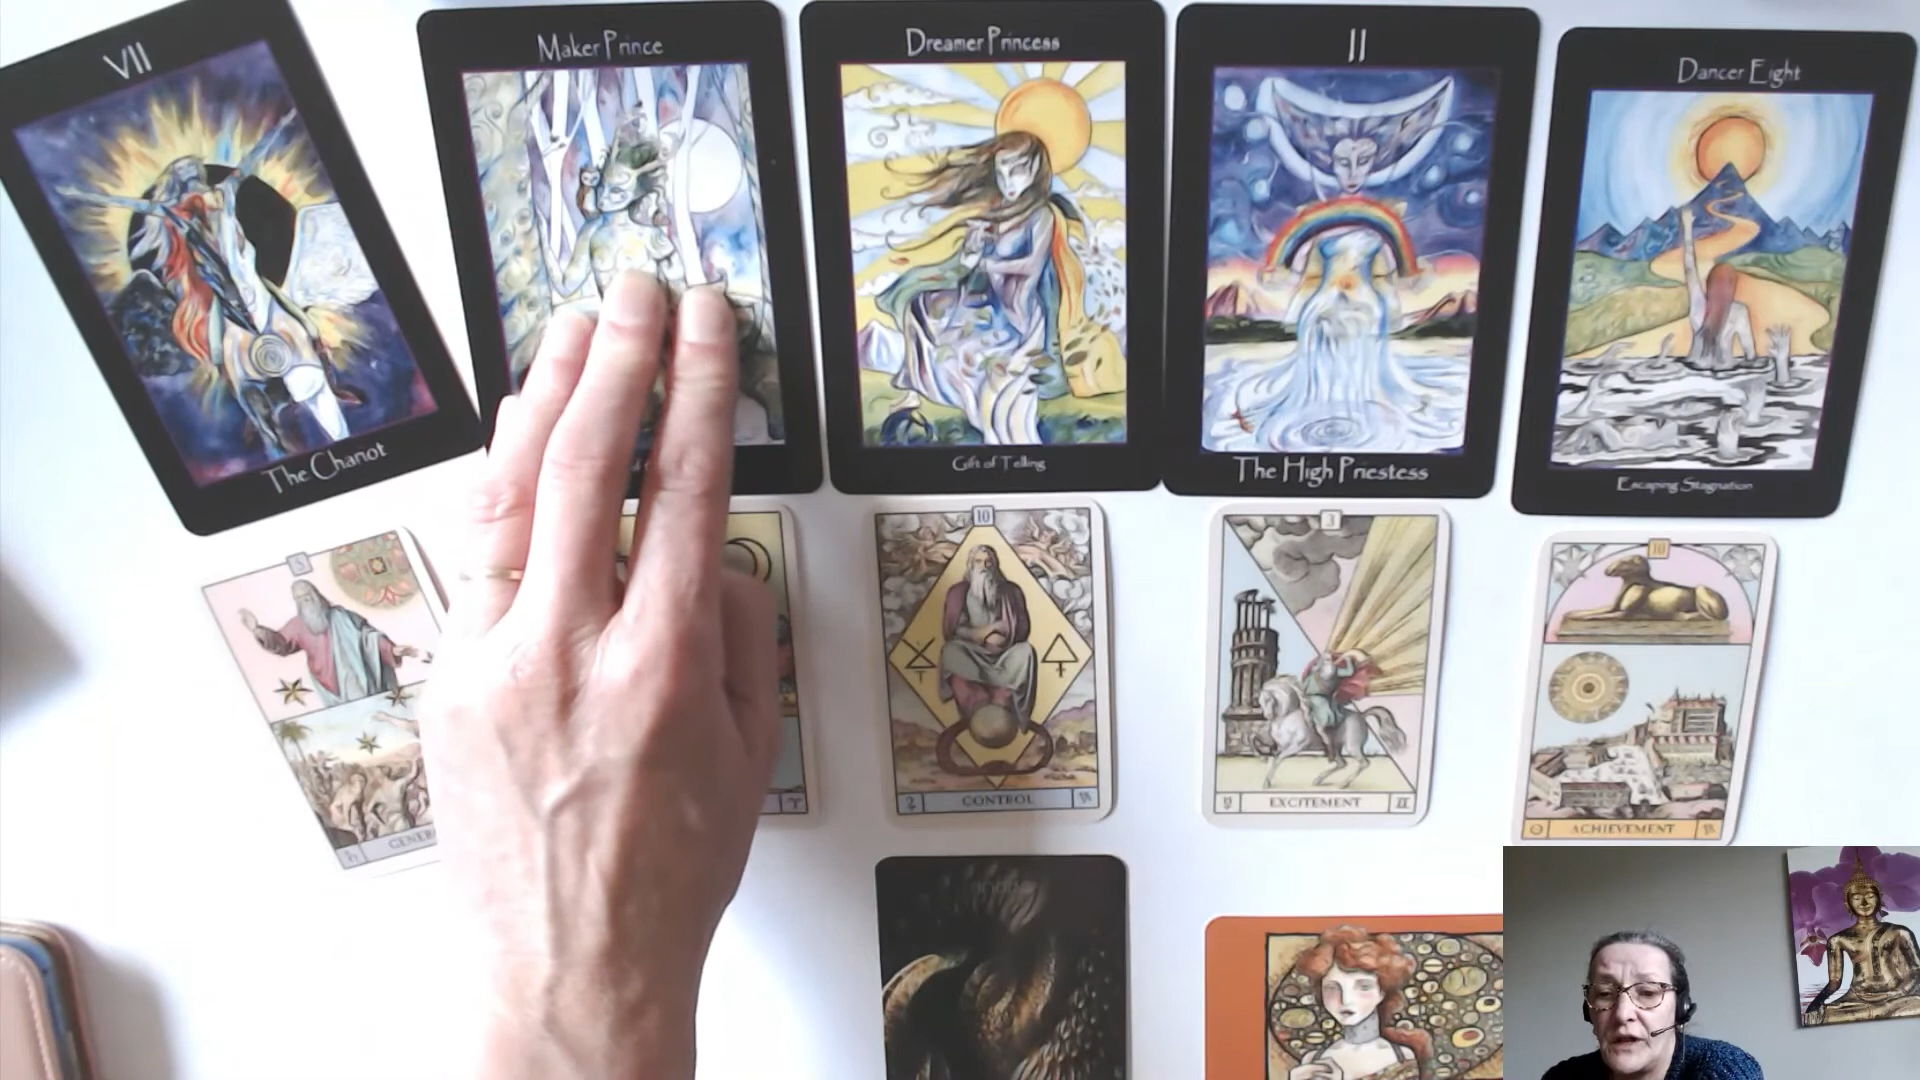 VII
Maker Prince
Dreamer Princess
II
Dancer Eight
The Chariot
Gift of Telling
The High Priestess
Escaping Stagnation
5
10
3
10
CONTROL
EXCITEMENT
ACHIEVEMENT